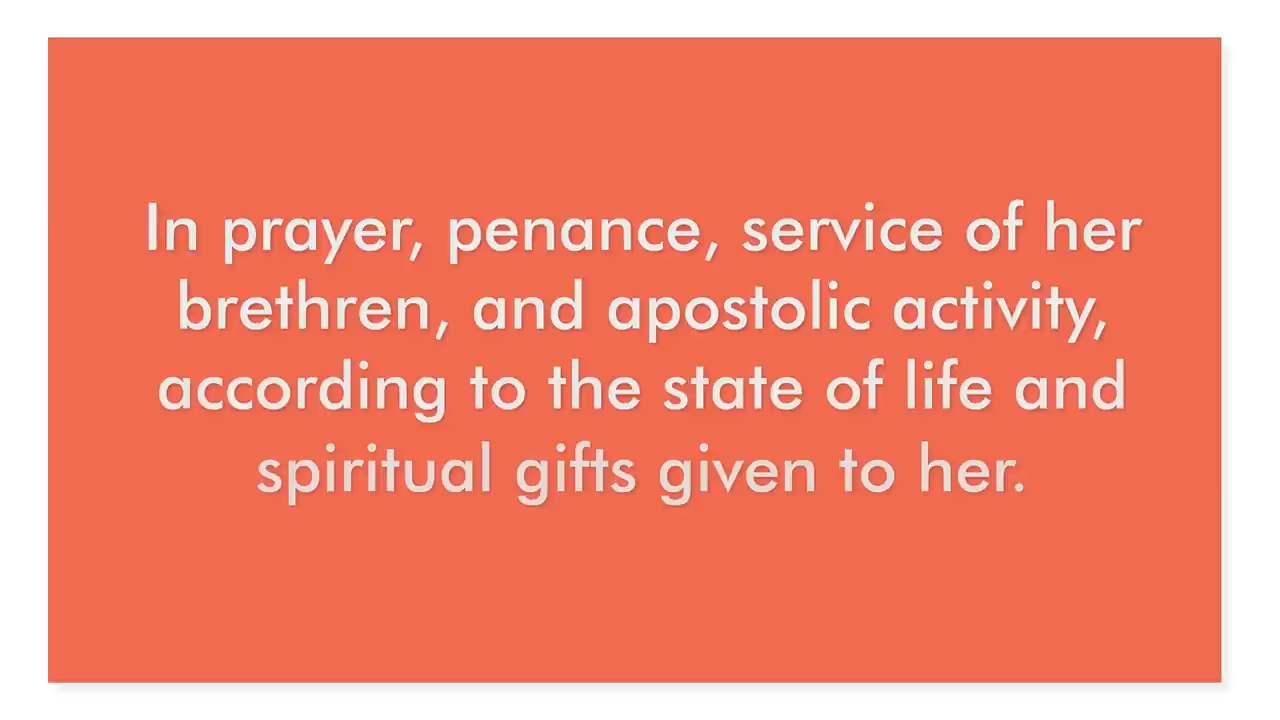 In prayer, penance, service of her
brethren, and apostolic activity,
according to the state of life and
spiritual gifts given to her.